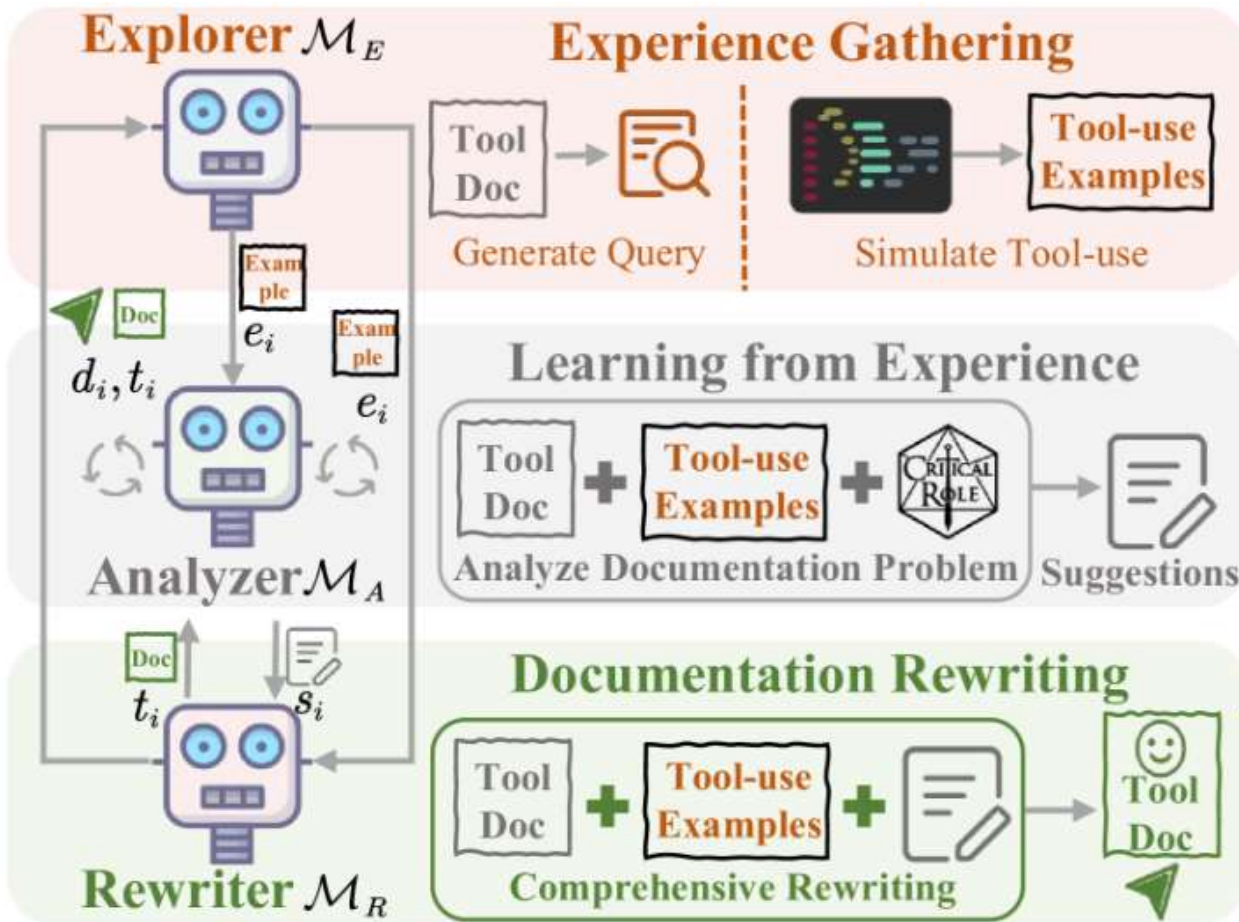 Explorer M_E
Experience Gathering
Tool
Doc
Tool-use
Examples
Generate Query
Simulate Tool-use
Exam
ple
e_i
Doc
d_i, t_i
Exam
ple
e_i
Learning from Experience
Tool
Doc
Tool-use
Examples
CRITICAL
ROLE
Analyze Documentation Problem
Suggestions
Analyzer M_A
Doc
t_i
s_i
Documentation Rewriting
Tool
Doc
Tool-use
Examples
Tool
Doc
Comprehensive Rewriting
Rewriter M_R